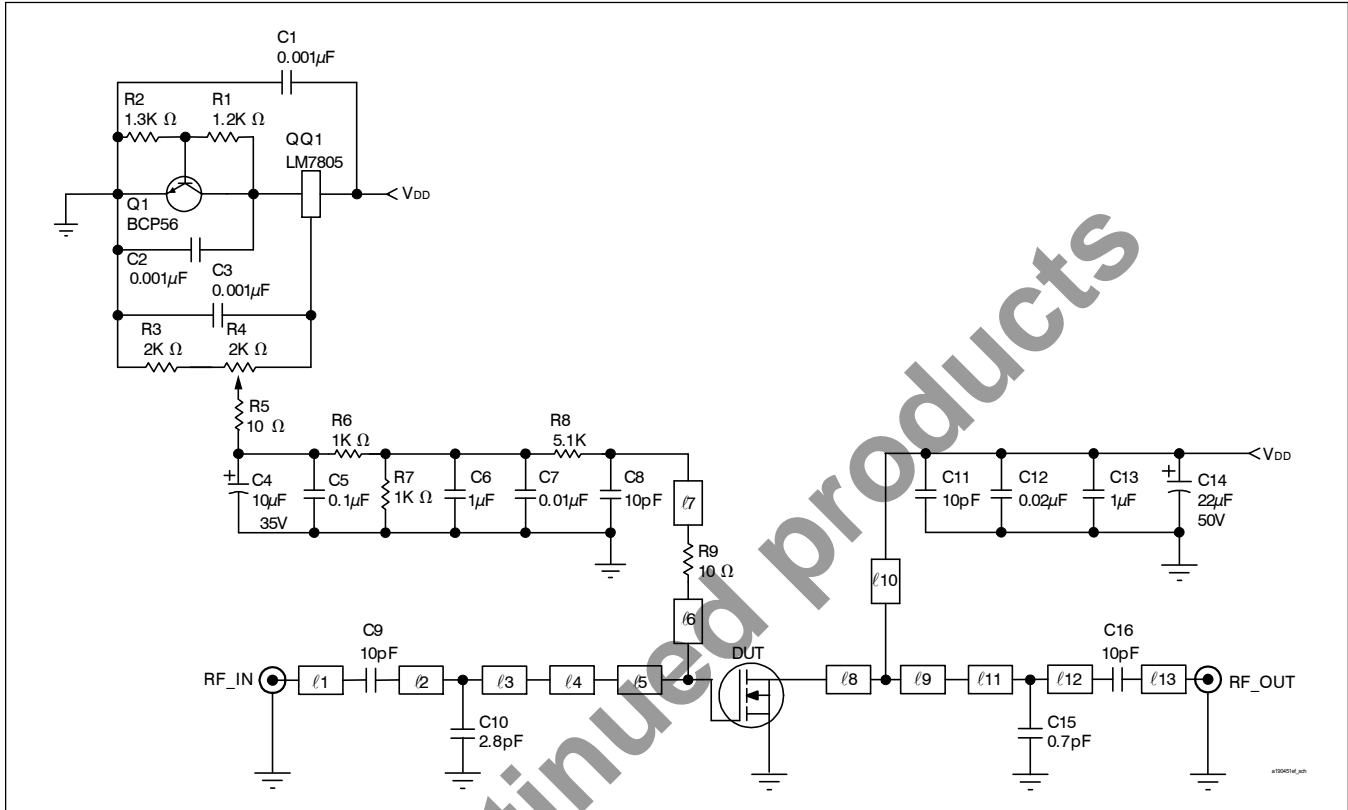 C1
0.001µF
R2
1.3K Ω
R1
1.2K Ω
QQ1
LM7805
VDD
Q1
BCP56
C2
0.001µF
C3
0.001µF
R3
2K Ω
R4
2K Ω
R5
10 Ω
R6
1K Ω
R8
5.1K
C4
10µF
35V
C5
0.1µF
R7
1K Ω
C6
1µF
C7
0.01µF
C8
10pF
ℓ7
R9
10 Ω
ℓ6
VDD
C11
10pF
C12
0.02µF
C13
1µF
C14
22µF
50V
ℓ10
RF_IN
ℓ1
C9
10pF
ℓ2
C10
2.8pF
ℓ3
ℓ4
ℓ5
DUT
ℓ8
ℓ9
ℓ11
C15
0.7pF
ℓ12
C16
10pF
ℓ13
RF_OUT
a190451ef_sch
tinued products